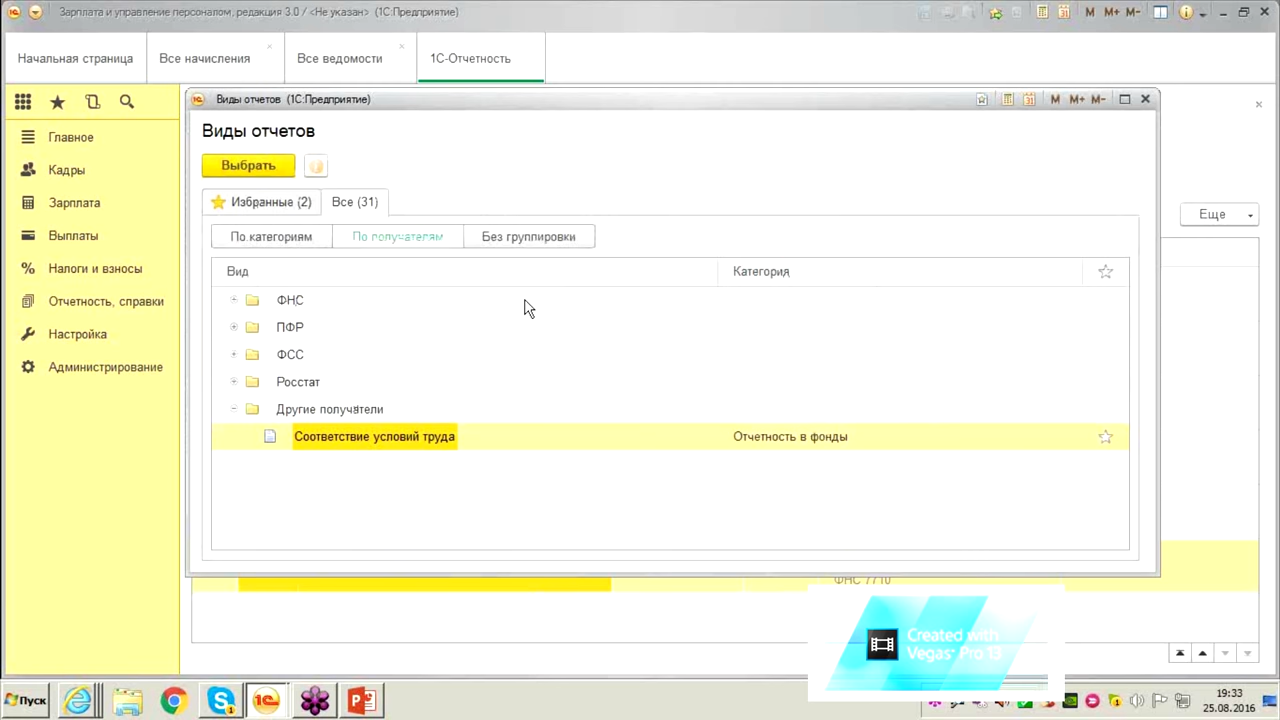 Зарплата и управление персоналом, редакция 3.0 / <Не указан> (1С:Предприятие)
M M+ M-
Начальная страница
Все начисления
Все ведомости
1С-Отчетность
Главное
Кадры
Зарплата
Выплаты
Налоги и взносы
Отчетность, справки
Настройка
Администрирование
Виды отчетов (1С:Предприятие)
M M+ M-
Виды отчетов
Выбрать
Избранные (2)
Все (31)
Еще
По категориям
По получателям
Без группировки
Вид
Категория
ФНС
ПФР
ФСС
Росстат
Другие получатели
Соответствие условий труда
Отчетность в фонды
ФНС 7710
Created with
Vegas Pro 13
Пуск
19:33
25.08.2016